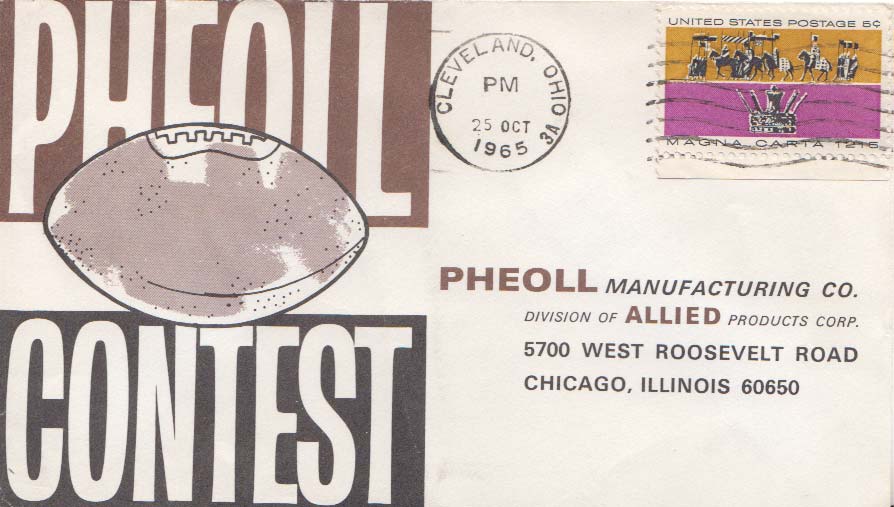 PHEOLL
CONTEST
CLEVELAND, OHIO
PM
25 OCT
1965
3A
UNITED STATES POSTAGE 5¢
MAGNA CARTA 1215
PHEOLL MANUFACTURING CO.
DIVISION OF ALLIED PRODUCTS CORP.
5700 WEST ROOSEVELT ROAD
CHICAGO, ILLINOIS 60650